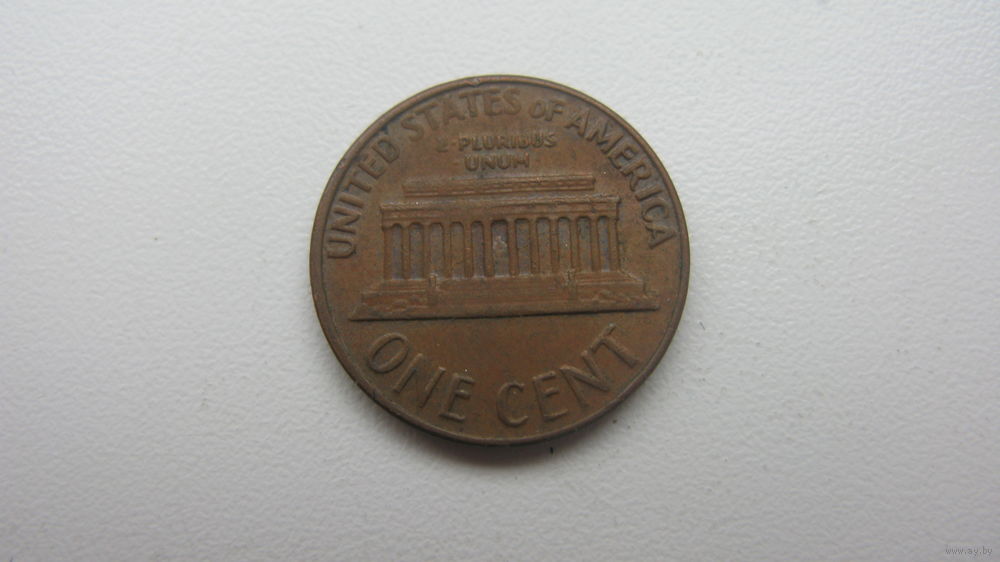 UNITED STATES OF AMERICA
E·PLURIBUS
UNUM
ONE CENT
www.ay.by